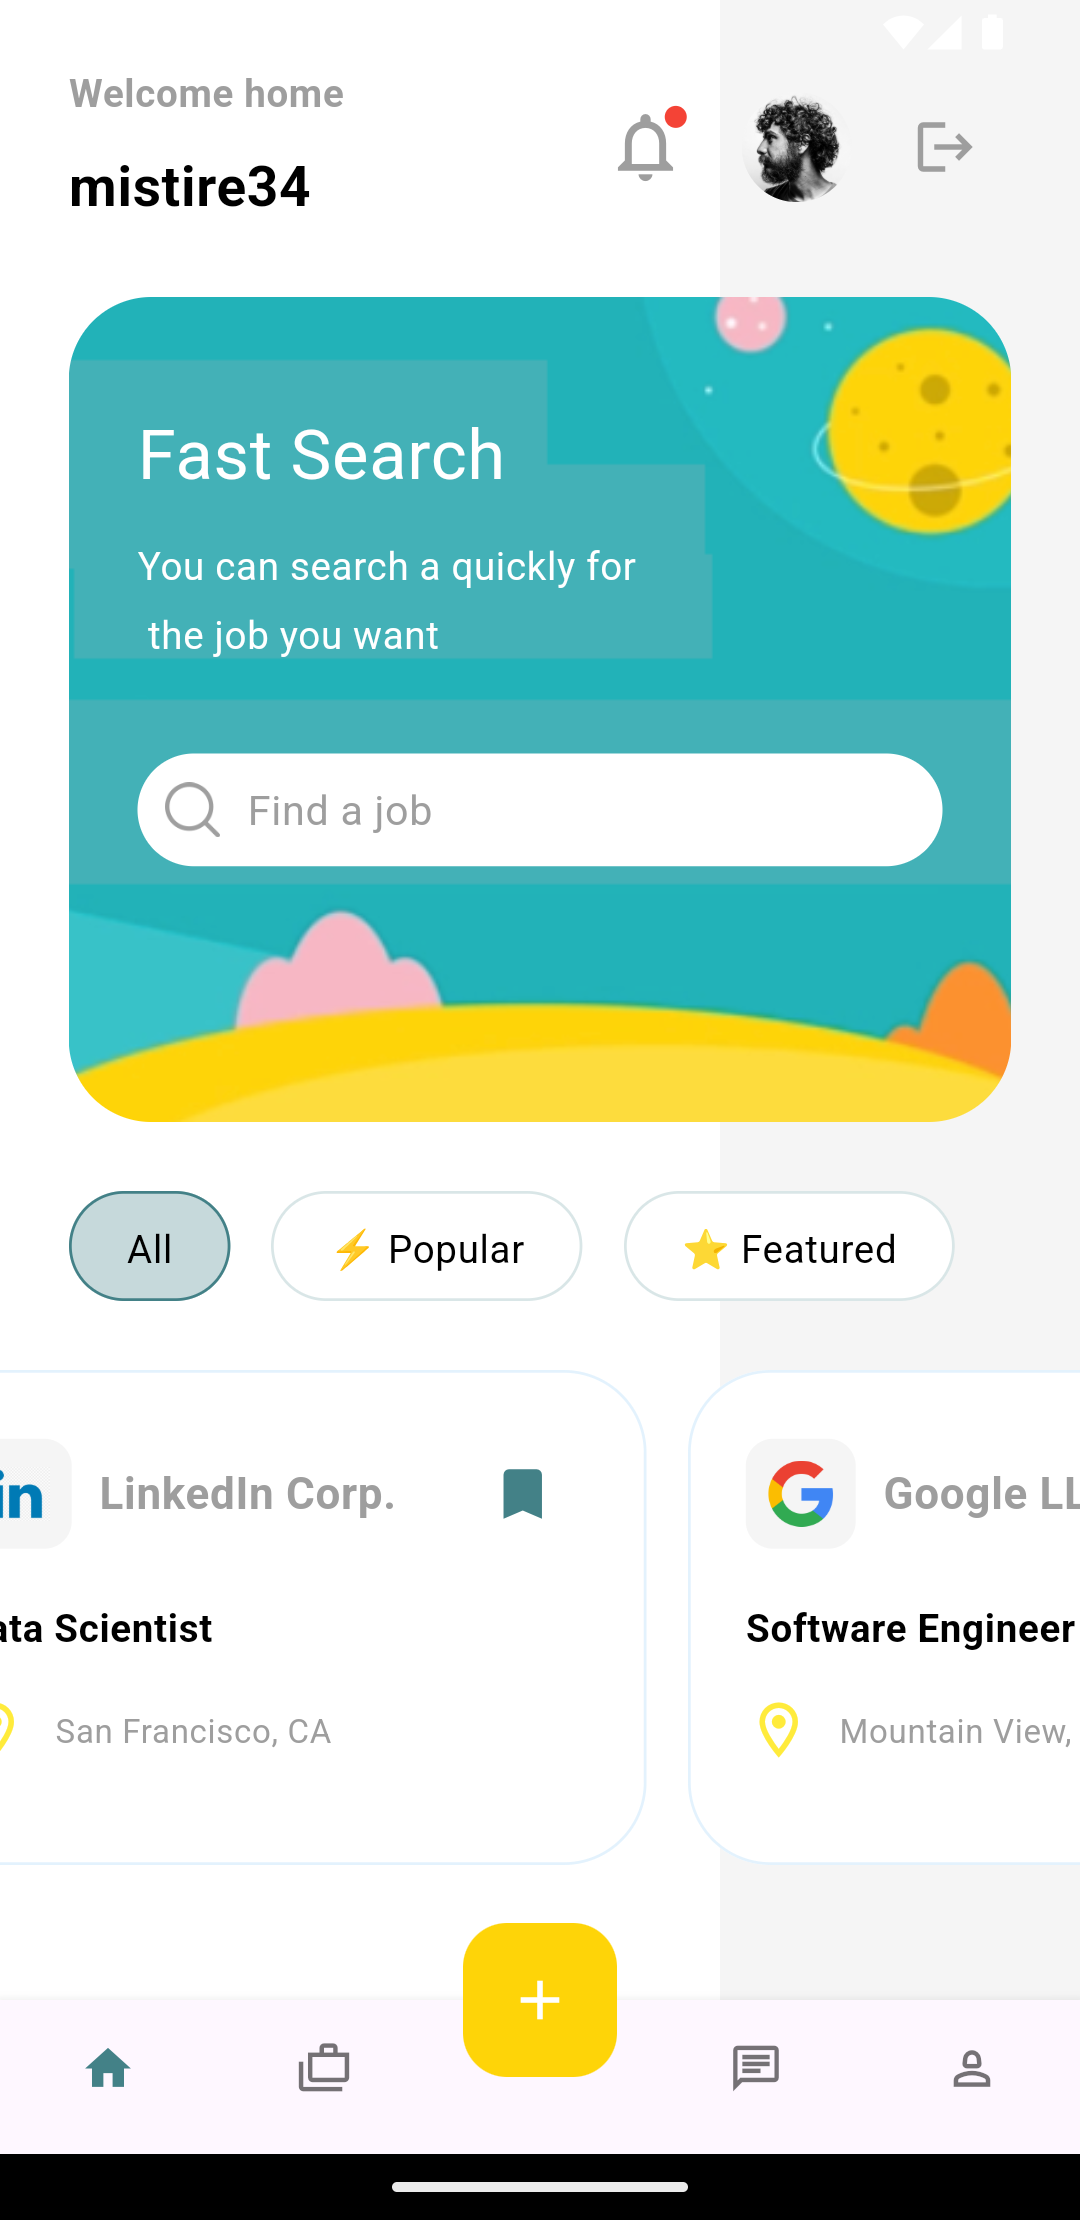 Welcome home
mistire34
Fast Search
You can search a quickly for
the job you want
Find a job
All
⚡ Popular
⭐ Featured
in
LinkedIn Corp.
ata Scientist
San Francisco, CA
Google LL
Software Engineer
Mountain View,